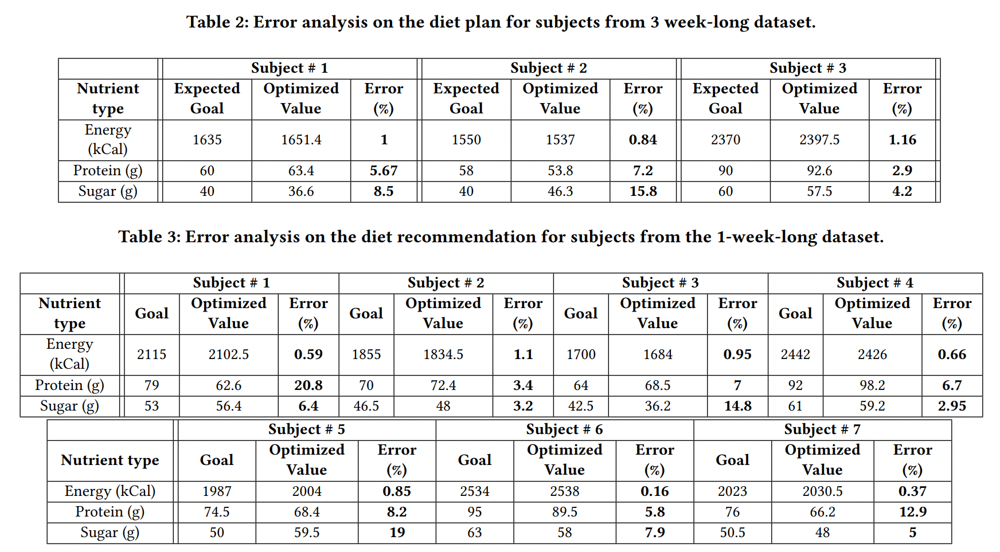 Table 2: Error analysis on the diet plan for subjects from 3 week-long dataset.
Subject # 1 Subject # 2 Subject # 3
Nutrient type Expected Goal Optimized Value Error (%) Expected Goal Optimized Value Error (%) Expected Goal Optimized Value Error (%)
Energy (kCal) 1635 1651.4 1 1550 1537 0.84 2370 2397.5 1.16
Protein (g) 60 63.4 5.67 58 53.8 7.2 90 92.6 2.9
Sugar (g) 40 36.6 8.5 40 46.3 15.8 60 57.5 4.2
Table 3: Error analysis on the diet recommendation for subjects from the 1-week-long dataset.
Subject # 1 Subject # 2 Subject # 3 Subject # 4
Nutrient type Goal Optimized Value Error (%) Goal Optimized Value Error (%) Goal Optimized Value Error (%) Goal Optimized Value Error (%)
Energy (kCal) 2115 2102.5 0.59 1855 1834.5 1.1 1700 1684 0.95 2442 2426 0.66
Protein (g) 79 62.6 20.8 70 72.4 3.4 64 68.5 7 92 98.2 6.7
Sugar (g) 53 56.4 6.4 46.5 48 3.2 42.5 36.2 14.8 61 59.2 2.95
Subject # 5 Subject # 6 Subject # 7
Nutrient type Goal Optimized Value Error (%) Goal Optimized Value Error (%) Goal Optimized Value Error (%)
Energy (kCal) 1987 2004 0.85 2534 2538 0.16 2023 2030.5 0.37
Protein (g) 74.5 68.4 8.2 95 89.5 5.8 76 66.2 12.9
Sugar (g) 50 59.5 19 63 58 7.9 50.5 48 5